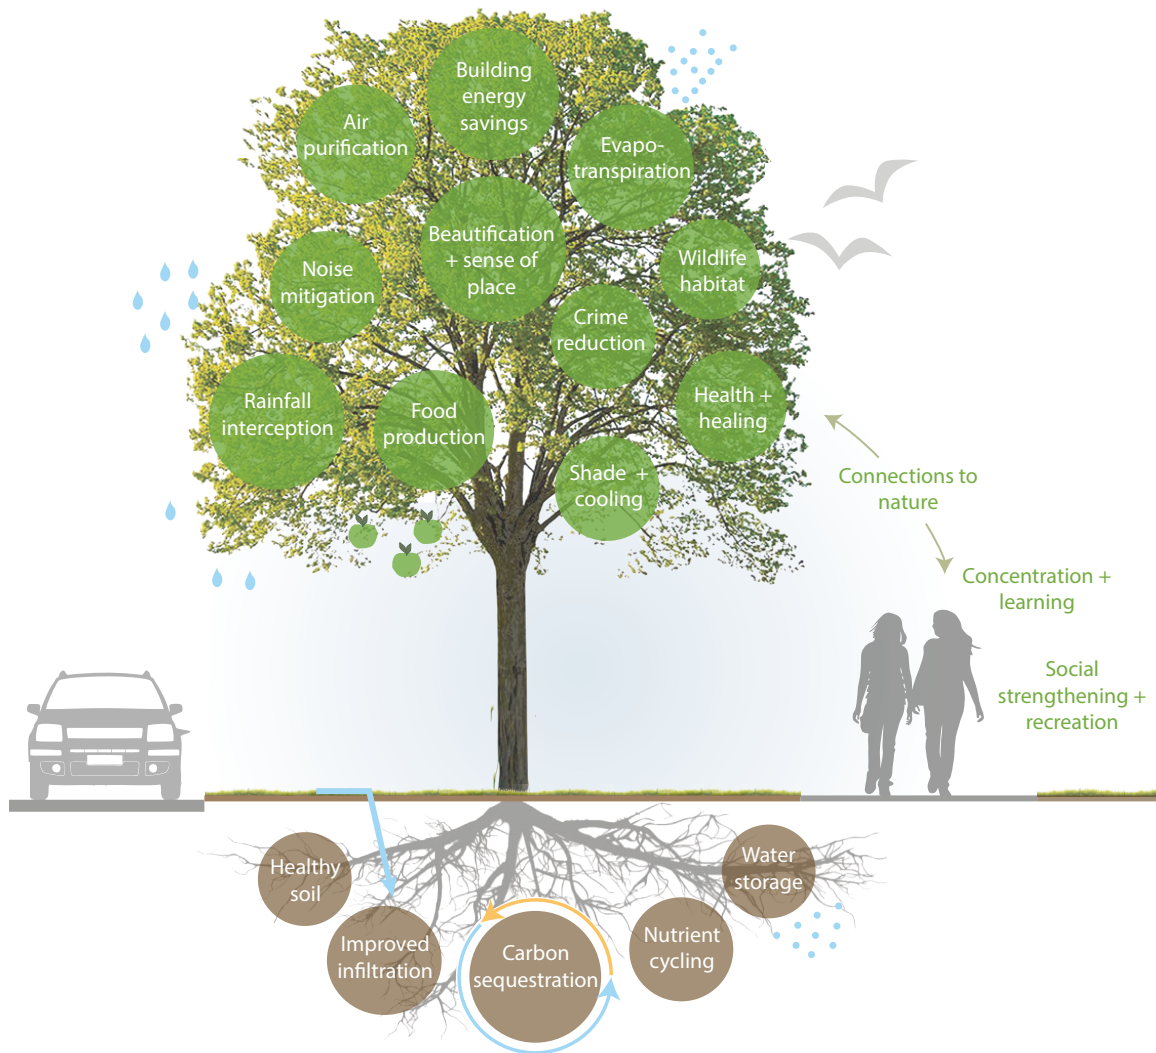 Building
energy
savings
Air
purification
Evapo-
transpiration
Beautification
+ sense of
place
Wildlife
habitat
Noise
mitigation
Crime
reduction
Rainfall
interception
Food
production
Health +
healing
Shade +
cooling
Connections to
nature
Concentration +
learning
Social
strengthening +
recreation
Healthy
soil
Water
storage
Improved
infiltration
Carbon
sequestration
Nutrient
cycling